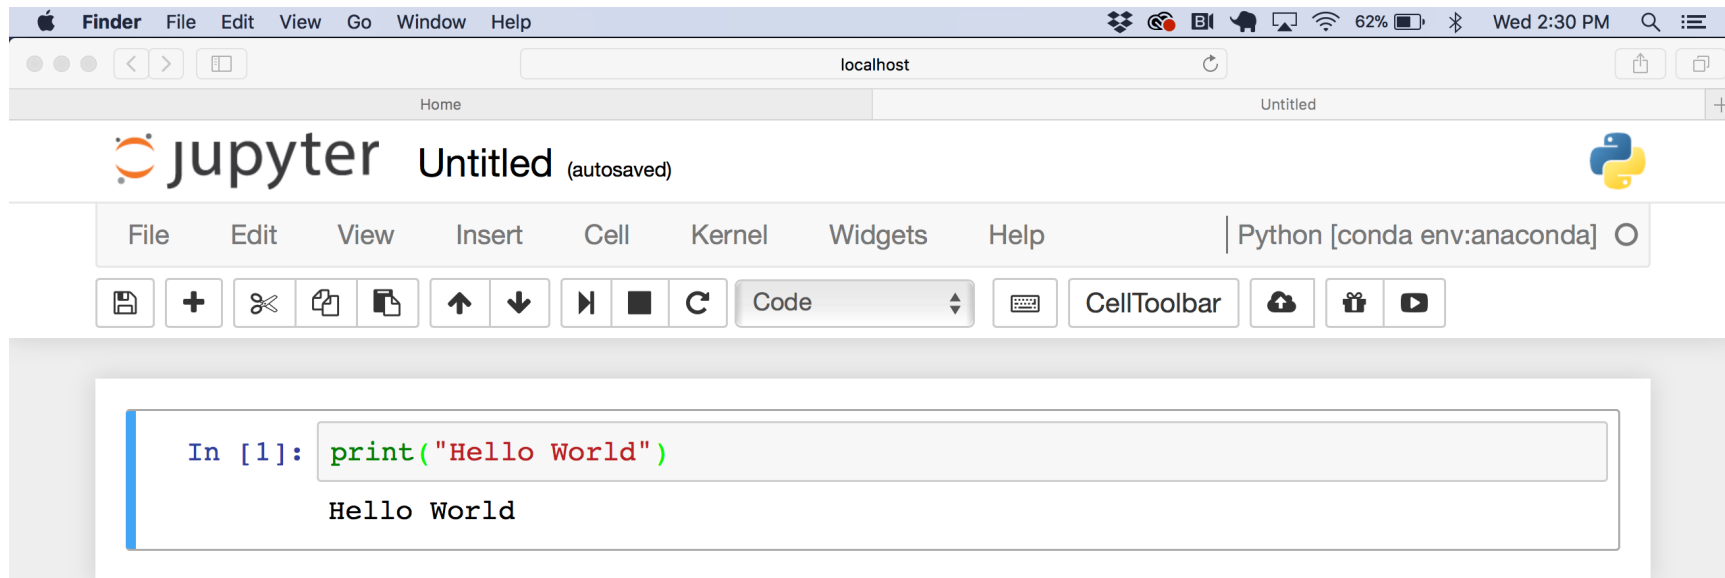 Finder File Edit View Go Window Help 62% Wed 2:30 PM
localhost
Home Untitled
jupyter Untitled (autosaved)
File Edit View Insert Cell Kernel Widgets Help Python [conda env:anaconda]
Code CellToolbar
In [1]: print("Hello World")
Hello World